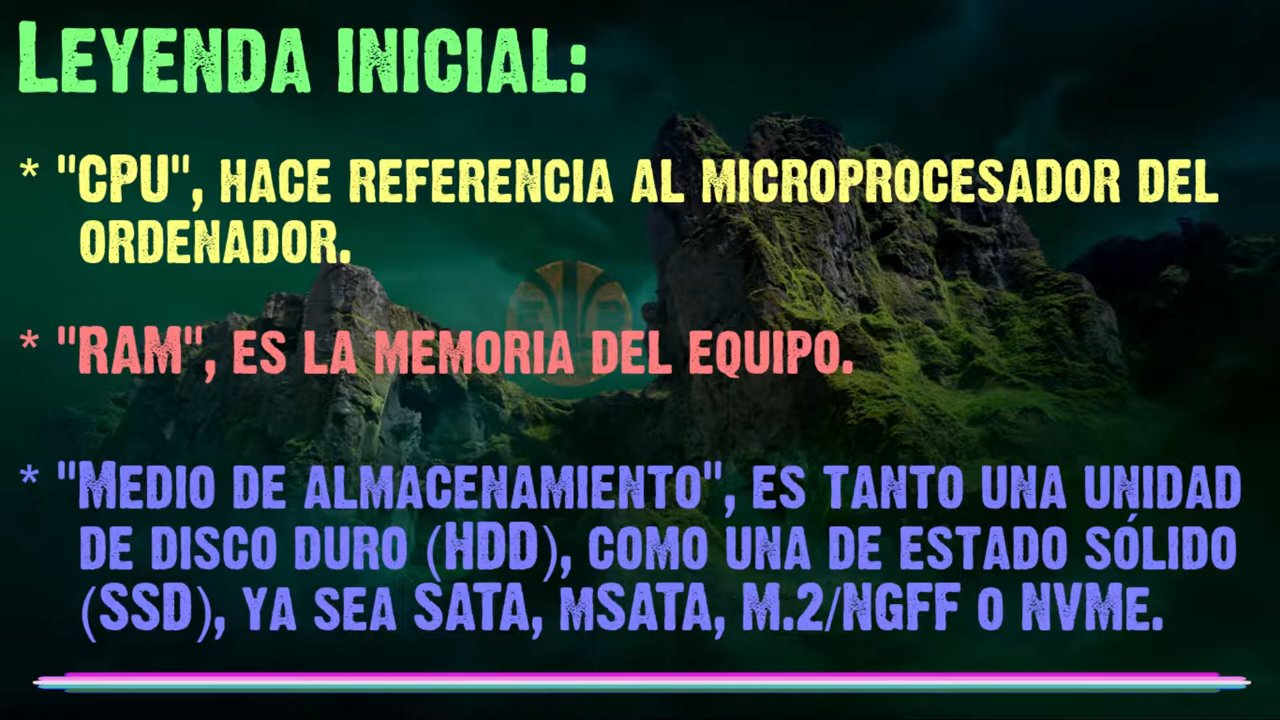 LEYENDA INICIAL:
* "CPU", HACE REFERENCIA AL MICROPROCESADOR DEL
ORDENADOR.
* "RAM", ES LA MEMORIA DEL EQUIPO.
* "MEDIO DE ALMACENAMIENTO", ES TANTO UNA UNIDAD
DE DISCO DURO (HDD), COMO UNA DE ESTADO SÓLIDO
(SSD), YA SEA SATA, MSATA, M.2/NGFF O NVME.